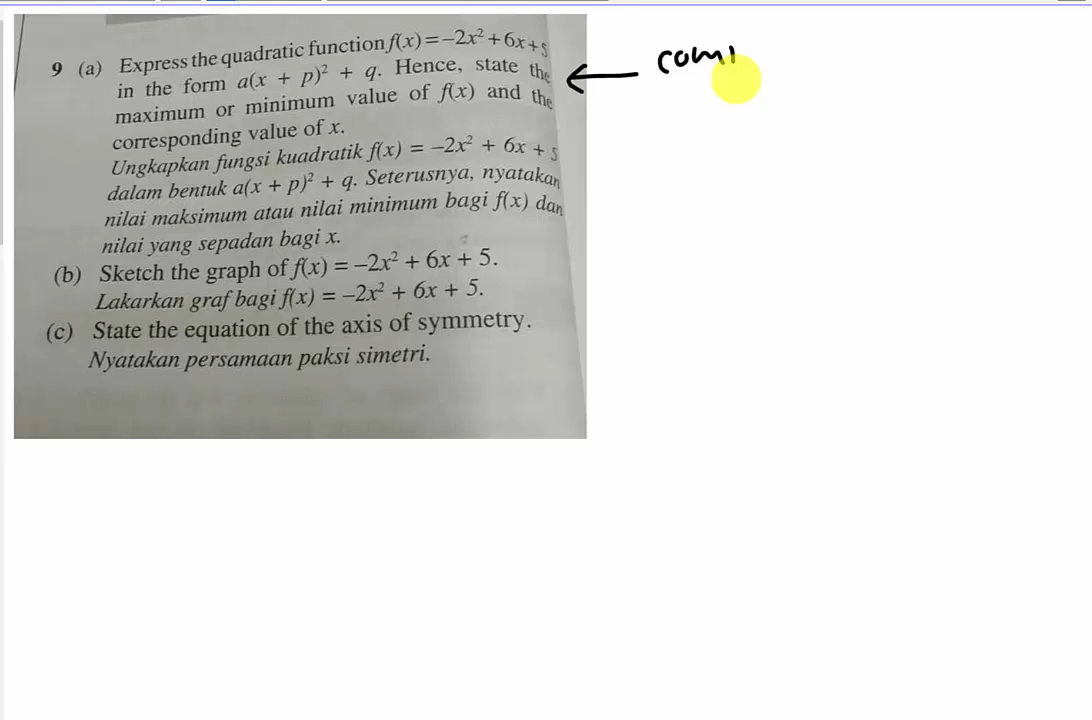 9 (a) Express the quadratic function f(x) = –2x² + 6x + 5
in the form a(x + p)² + q. Hence, state the
maximum or minimum value of f(x) and the
corresponding value of x.
Ungkapkan fungsi kuadratik f(x) = –2x² + 6x + 5
dalam bentuk a(x + p)² + q. Seterusnya, nyatakan
nilai maksimum atau nilai minimum bagi f(x) dan
nilai yang sepadan bagi x.
(b) Sketch the graph of f(x) = –2x² + 6x + 5.
Lakarkan graf bagi f(x) = –2x² + 6x + 5.
(c) State the equation of the axis of symmetry.
Nyatakan persamaan paksi simetri.
com